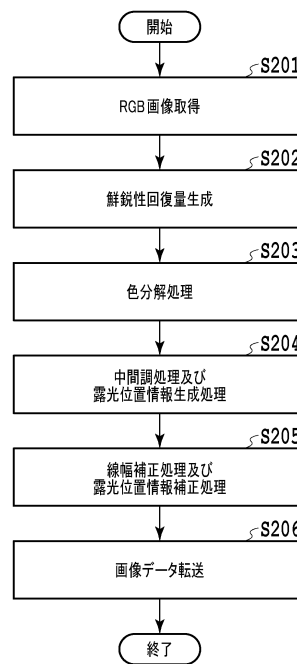 開始
S201
RGB画像取得
S202
鮮鋭性回復量生成
S203
色分解処理
S204
中間調処理及び
露光位置情報生成処理
S205
線幅補正処理及び
露光位置情報補正処理
S206
画像データ転送
終了